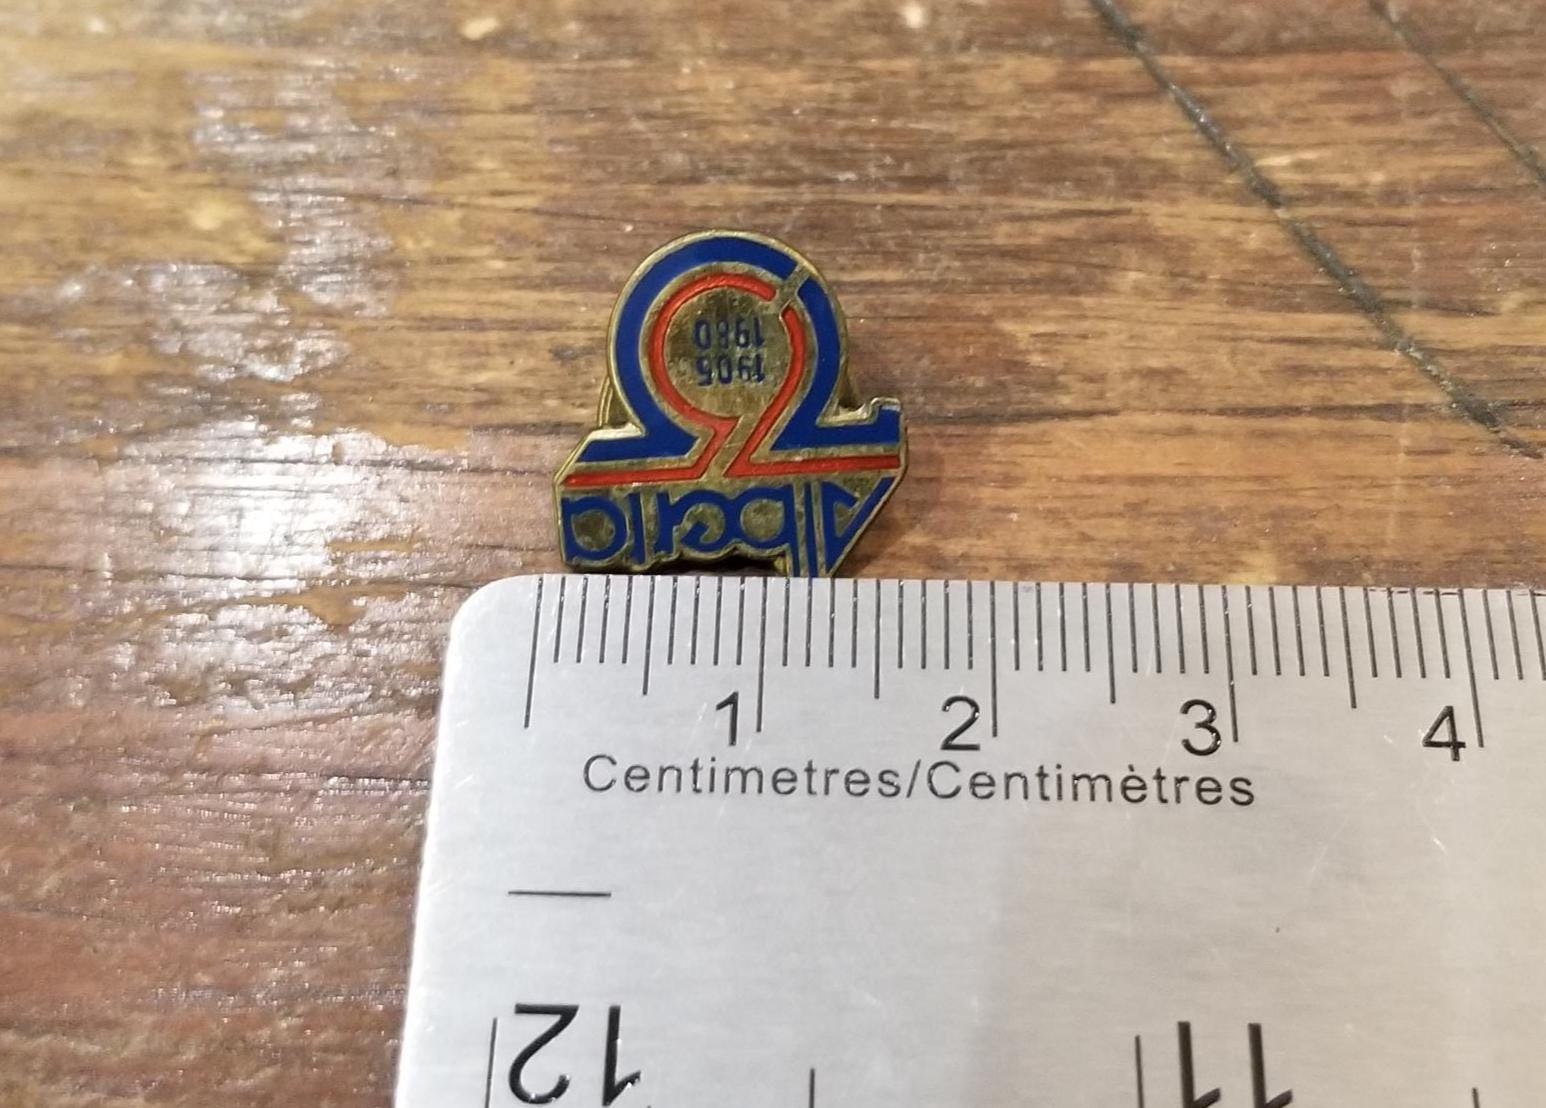 1905
1980
Alberta
1 2 3 4
Centimetres/Centimètres
12 11